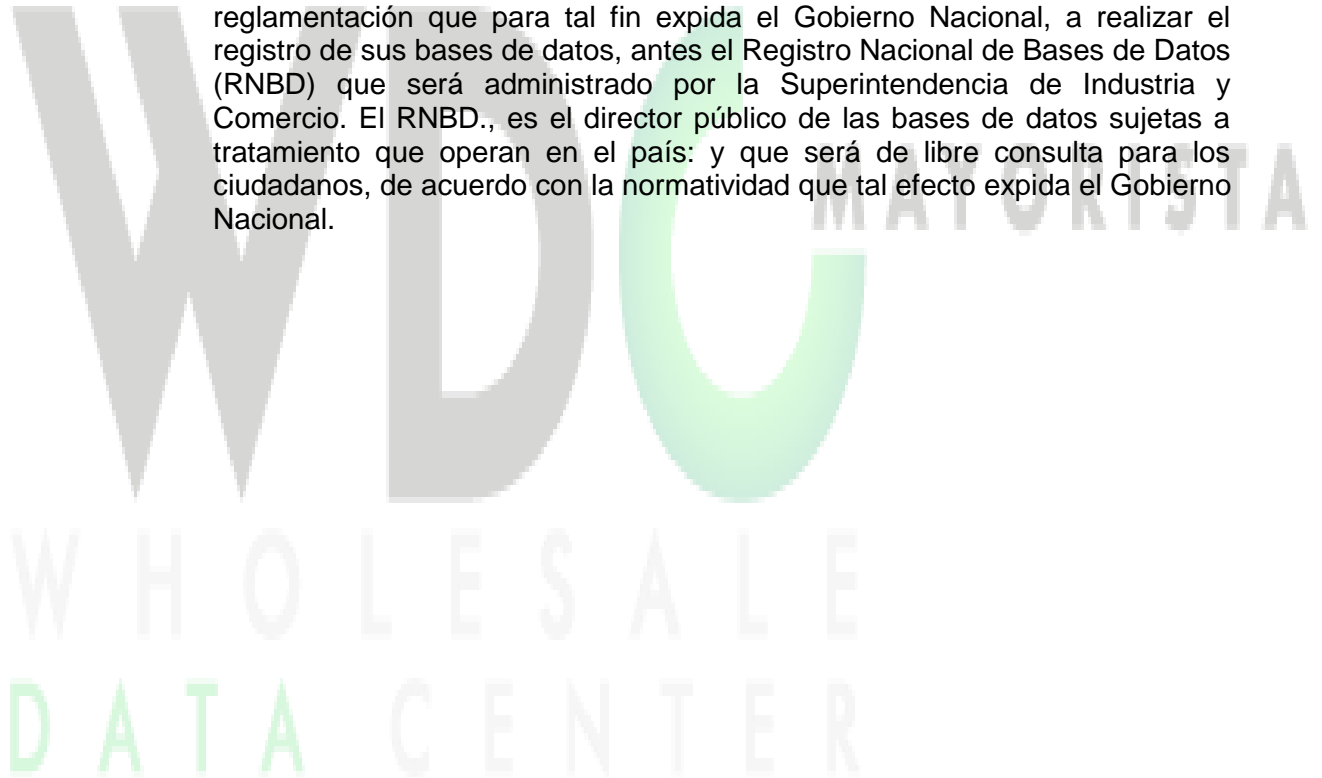 reglamentación que para tal fin expida el Gobierno Nacional, a realizar el
registro de sus bases de datos, antes el Registro Nacional de Bases de Datos
(RNBD) que será administrado por la Superintendencia de Industria y
Comercio. El RNBD., es el director público de las bases de datos sujetas a
tratamiento que operan en el país: y que será de libre consulta para los
ciudadanos, de acuerdo con la normatividad que tal efecto expida el Gobierno
Nacional.
WDC MAYORISTA
WHOLESALE
DATA CENTER